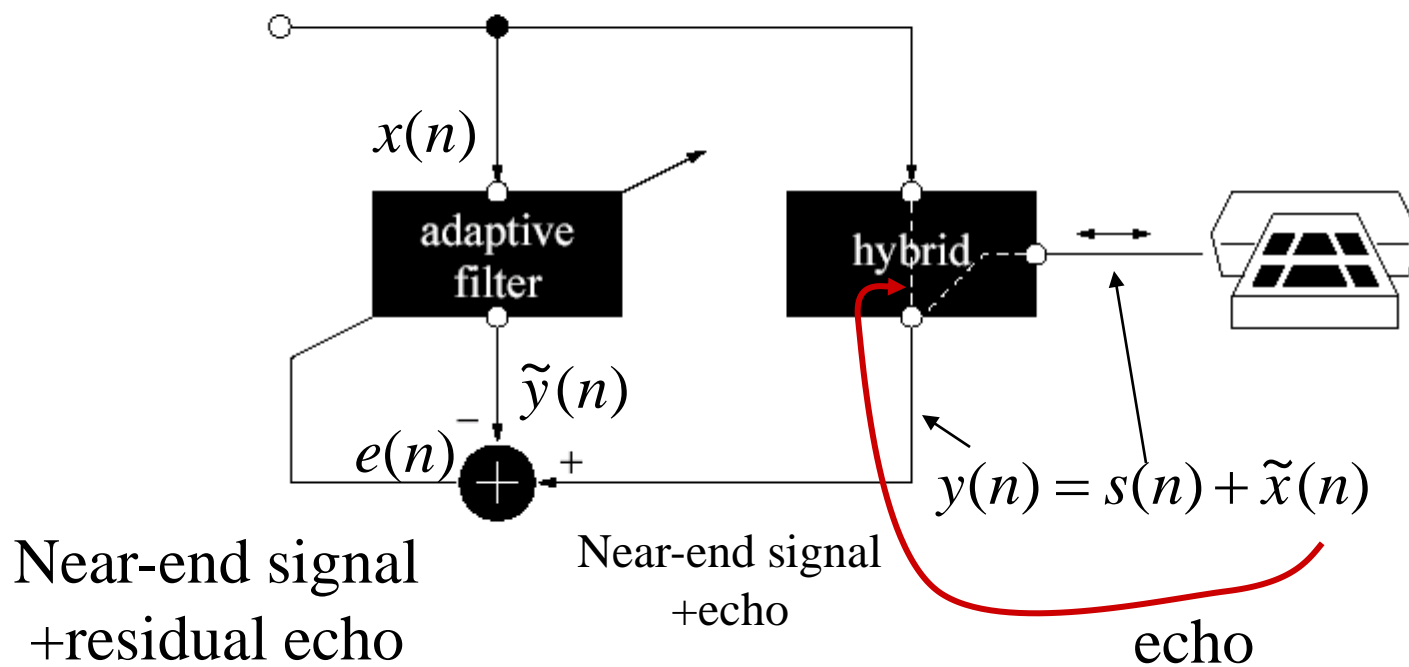 x(n)
adaptive
filter
hybrid
ỹ(n)
−
e(n)
+
y(n) = s(n) + x̃(n)
Near-end signal
+residual echo
Near-end signal
+echo
echo